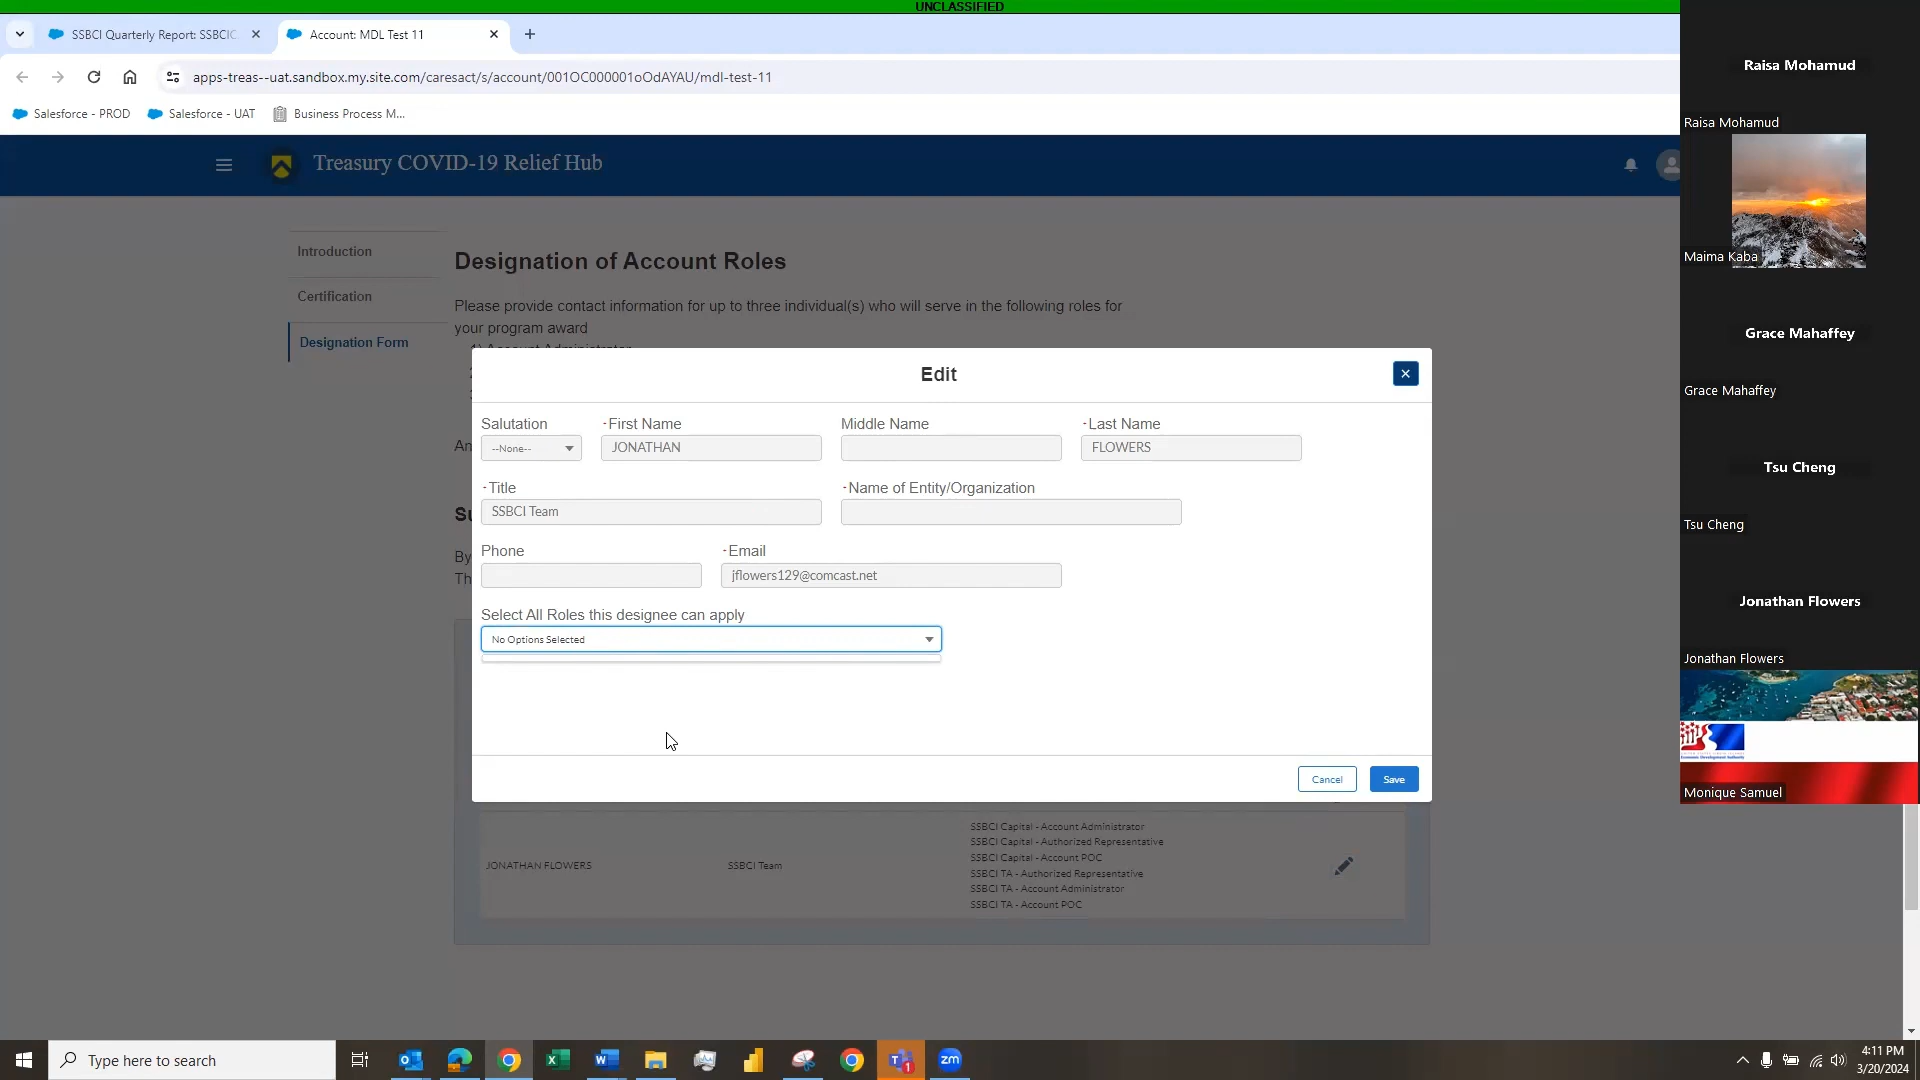 UNCLASSIFIED
SSBCI Quarterly Report: SSBCIC
Account: MDL Test 11
apps-treas--uat.sandbox.my.site.com/caresact/s/account/001OC000001oOdAYAU/mdl-test-11
Salesforce - PROD
Salesforce - UAT
Business Process M...
Treasury COVID-19 Relief Hub
Introduction
Certification
Designation Form
Designation of Account Roles
Please provide contact information for up to three individual(s) who will serve in the following roles for
your program award
An
Su
By
Th
Edit
Salutation
First Name
Middle Name
Last Name
--None--
JONATHAN
FLOWERS
Title
Name of Entity/Organization
SSBCI Team
Phone
Email
jflowers129@comcast.net
Select All Roles this designee can apply
No Options Selected
Cancel
Save
JONATHAN FLOWERS
SSBCI Team
SSBCI Capital - Account Administrator
SSBCI Capital - Authorized Representative
SSBCI Capital - Account POC
SSBCI TA - Authorized Representative
SSBCI TA - Account Administrator
SSBCI TA - Account POC
Raisa Mohamud
Raisa Mohamud
Maima Kaba
Grace Mahaffey
Grace Mahaffey
Tsu Cheng
Tsu Cheng
Jonathan Flowers
Jonathan Flowers
Monique Samuel
Type here to search
zm
1
4:11 PM
3/20/2024